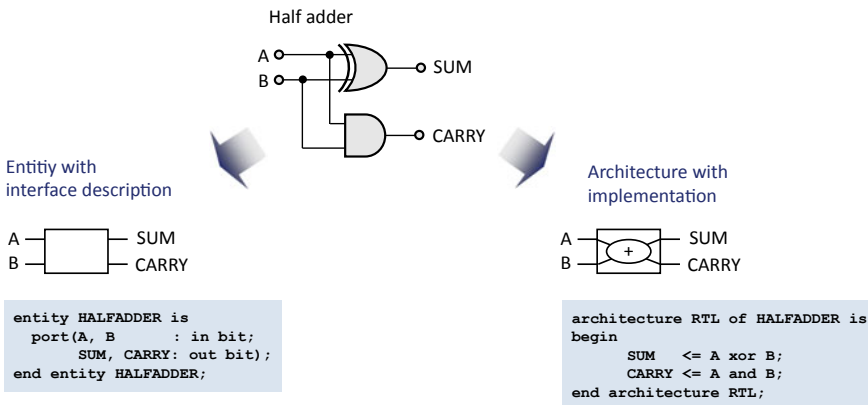 Half adder
A
SUM
B
CARRY
Entitiy with
interface description
A
SUM
B
CARRY
entity HALFADDER is
port(A, B : in bit;
SUM, CARRY: out bit);
end entity HALFADDER;
Architecture with
implementation
A
+
SUM
B
CARRY
architecture RTL of HALFADDER is
begin
SUM <= A xor B;
CARRY <= A and B;
end architecture RTL;